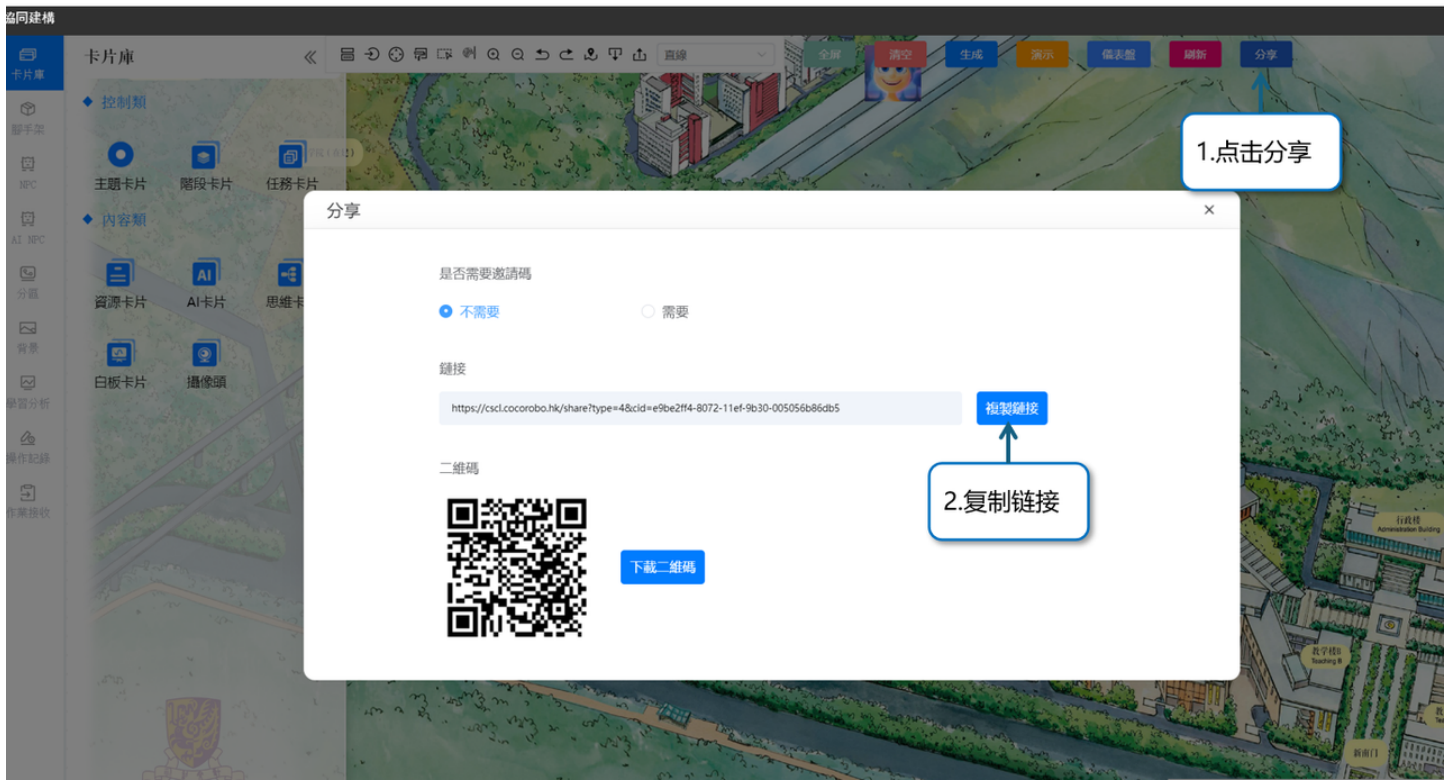 協同建構
卡片庫
卡片庫
直線
全屏
清空
生成
演示
儀表盤
刷新
分享
腳手架
NPC
AI NPC
分區
背景
學習分析
操作記錄
作業接收
控制類
主題卡片
階段卡片
任務卡片
內容類
資源卡片
AI
AI卡片
思維卡
白板卡片
攝像頭
1.点击分享
分享
是否需要邀請碼
不需要
需要
鏈接
https://cscl.cocorobo.hk/share?type=4&cid=e9be2ff4-8072-11ef-9b30-005056b86db5
複製鏈接
2.复制链接
二維碼
下載二維碼
行政楼
Administration Building
教学楼B
Teaching B
新南门